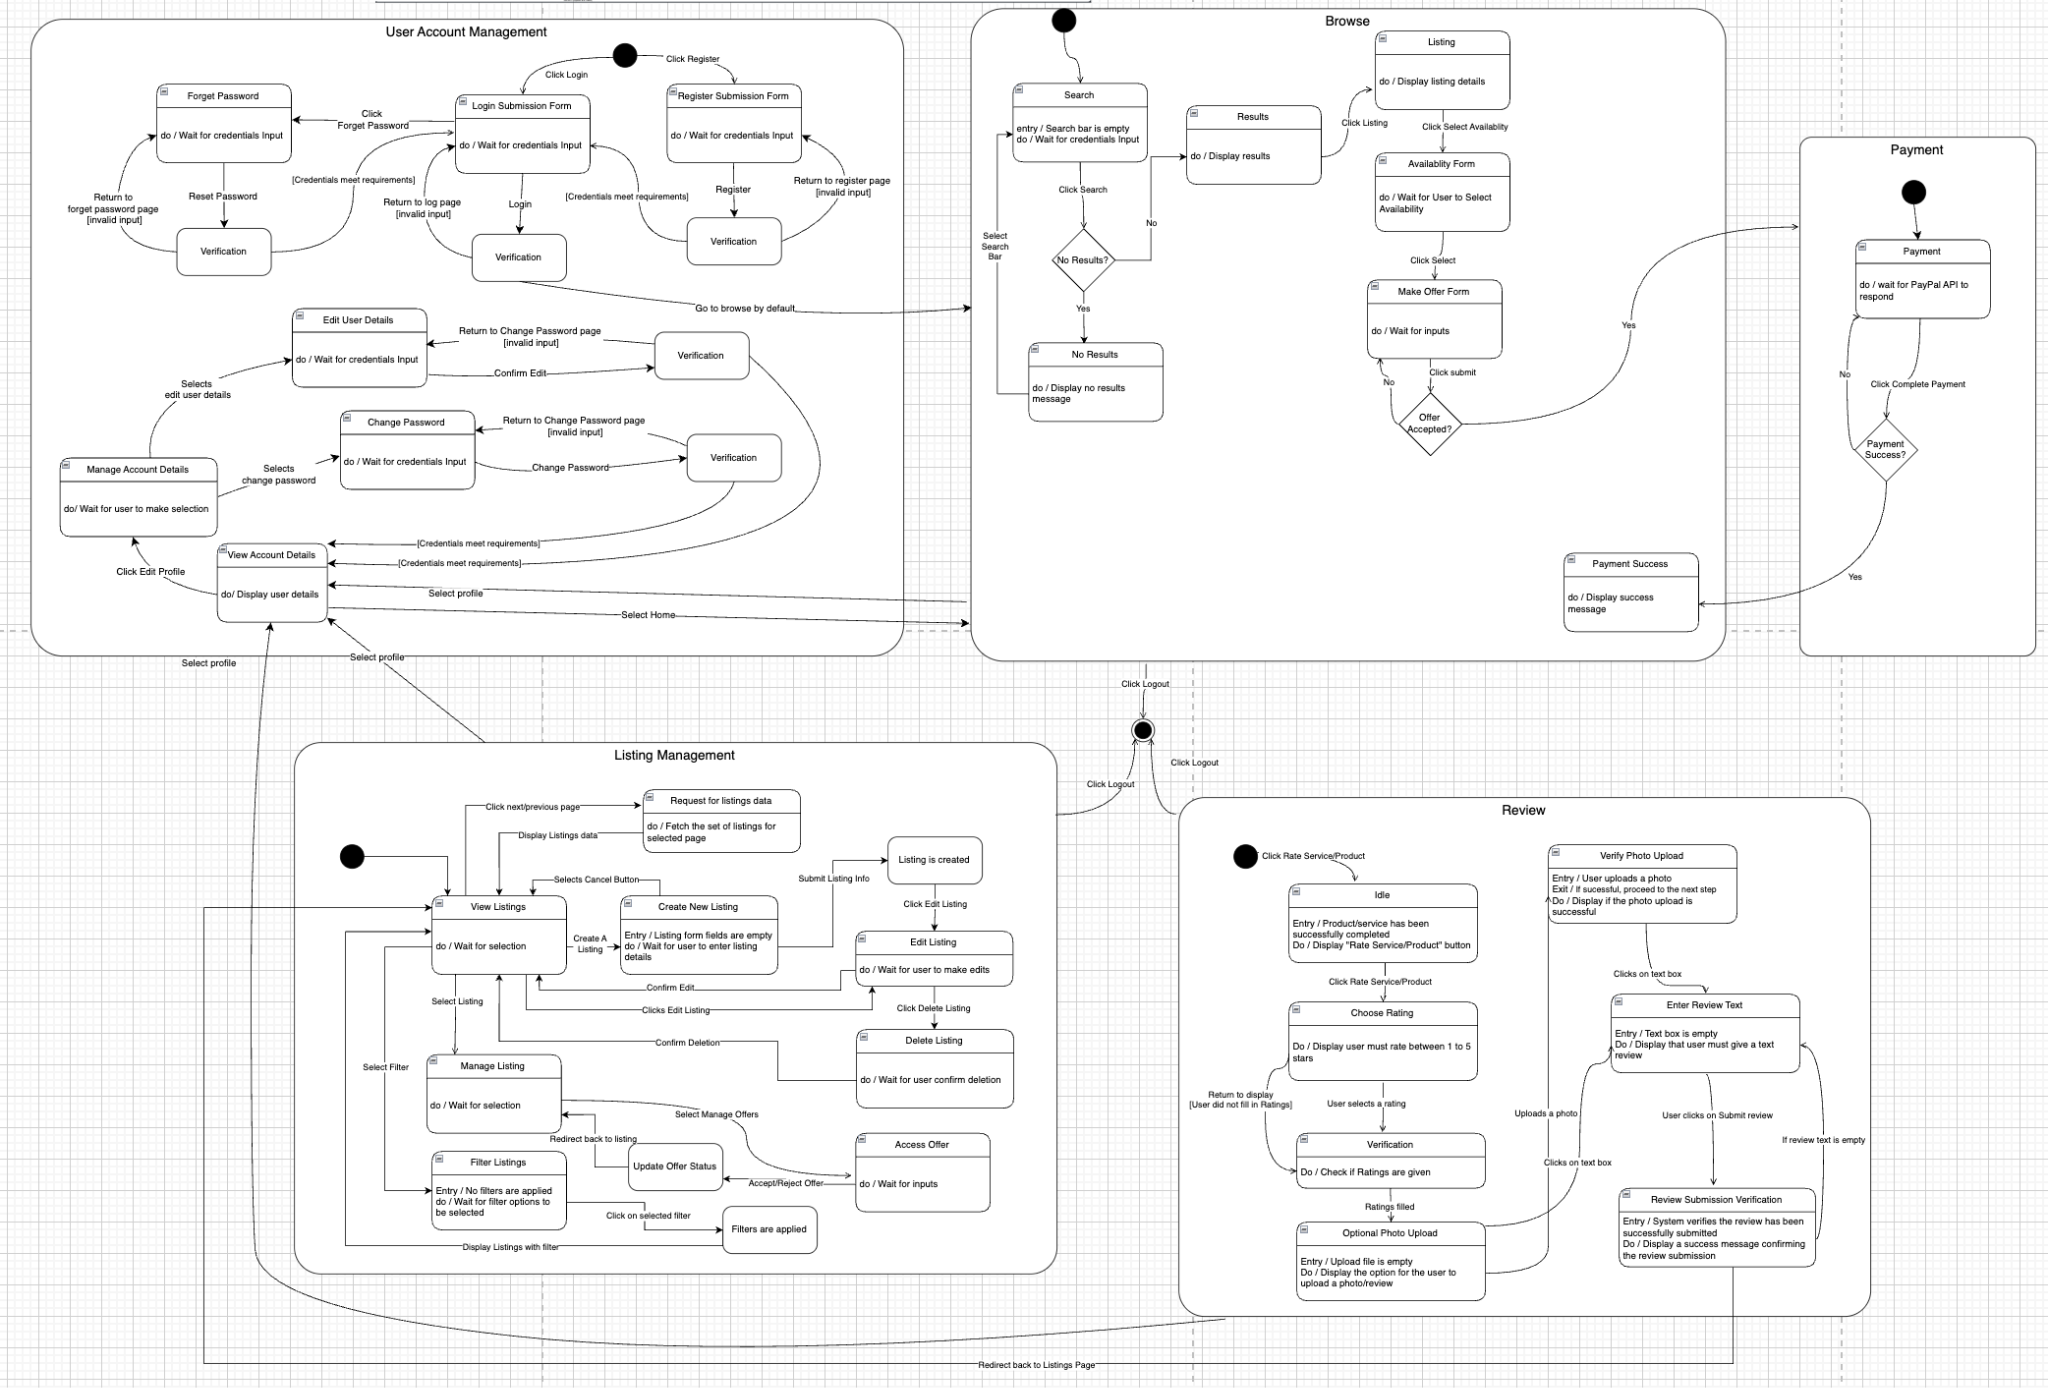 User Account Management
Click Login
Click Register
Forget Password
do / Wait for credentials Input
Click
Forget Password
Login Submission Form
do / Wait for credentials Input
Register Submission Form
do / Wait for credentials Input
Return to
forget password page
[invalid input]
Reset Password
[Credentials meet requirements]
Return to log page
[invalid input]
Login
[Credentials meet requirements]
Register
Return to register page
[invalid input]
Verification
Verification
Verification
Go to browse by default
Edit User Details
do / Wait for credentials Input
Return to Change Password page
[invalid input]
Confirm Edit
Verification
Selects
edit user details
Change Password
do / Wait for credentials Input
Return to Change Password page
[invalid input]
Change Password
Verification
Manage Account Details
do/ Wait for user to make selection
Selects
change password
[Credentials meet requirements]
[Credentials meet requirements]
View Account Details
do/ Display user details
Click Edit Profile
Select profile
Select Home
Select profile
Select profile
Browse
Search
entry / Search bar is empty
do / Wait for credentials Input
Click Search
Select
Search
Bar
No Results?
No
Yes
No Results
do / Display no results
message
Results
do / Display results
Click Listing
Listing
do / Display listing details
Click Select Availablity
Availablity Form
do / Wait for User to Select
Availability
Click Select
Make Offer Form
do / Wait for inputs
Click submit
No
Offer
Accepted?
Yes
Payment Success
do / Display success
message
Payment
Payment
do / wait for PayPal API to
respond
No
Click Complete Payment
Payment
Success?
Yes
Click Logout
Click Logout
Click Logout
Listing Management
Click next/previous page
Request for listings data
do / Fetch the set of listings for
selected page
Display Listings data
Selects Cancel Button
Submit Listing Info
Listing is created
Click Edit Listing
View Listings
do / Wait for selection
Create A
Listing
Create New Listing
Entry / Listing form fields are empty
do / Wait for user to enter listing
details
Edit Listing
do / Wait for user to make edits
Confirm Edit
Clicks Edit Listing
Click Delete Listing
Select Listing
Confirm Deletion
Delete Listing
do / Wait for user confirm deletion
Select Filter
Manage Listing
do / Wait for selection
Select Manage Offers
Redirect back to listing
Update Offer Status
Accept/Reject Offer
Access Offer
do / Wait for inputs
Filter Listings
Entry / No filters are applied
do / Wait for filter options to
be selected
Click on selected filter
Filters are applied
Display Listings with filter
Review
Click Rate Service/Product
Idle
Entry / Product/service has been
successfully completed
Do / Display "Rate Service/Product" button
Click Rate Service/Product
Choose Rating
Do / Display user must rate between 1 to 5
stars
Return to display
[User did not fill in Ratings]
User selects a rating
Verification
Do / Check if Ratings are given
Ratings filled
Optional Photo Upload
Entry / Upload file is empty
Do / Display the option for the user to
upload a photo/review
Uploads a photo
Clicks on text box
Verify Photo Upload
Entry / User uploads a photo
Exit / If sucessful, proceed to the next step
Do / Display if the photo upload is
successful
Clicks on text box
Enter Review Text
Entry / Text box is empty
Do / Display that user must give a text
review
User clicks on Submit review
If review text is empty
Review Submission Verification
Entry / System verifies the review has been
successfully submitted
Do / Display a success message confirming
the review submission
Redirect back to Listings Page